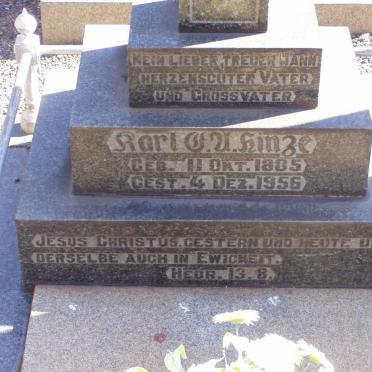 MEIN LIEBER, TREUER MANN
HERZENSGUTER VATER
UND GROSSVATER
Karl E. A. Hinze
GEB. 11 OKT. 1885
GEST. 4 DEZ. 1956
JESUS CHRISTUS, GESTERN UND HEUTE U
DERSELBE AUCH IN EWIGKEIT.
HEBR. 13. 8.